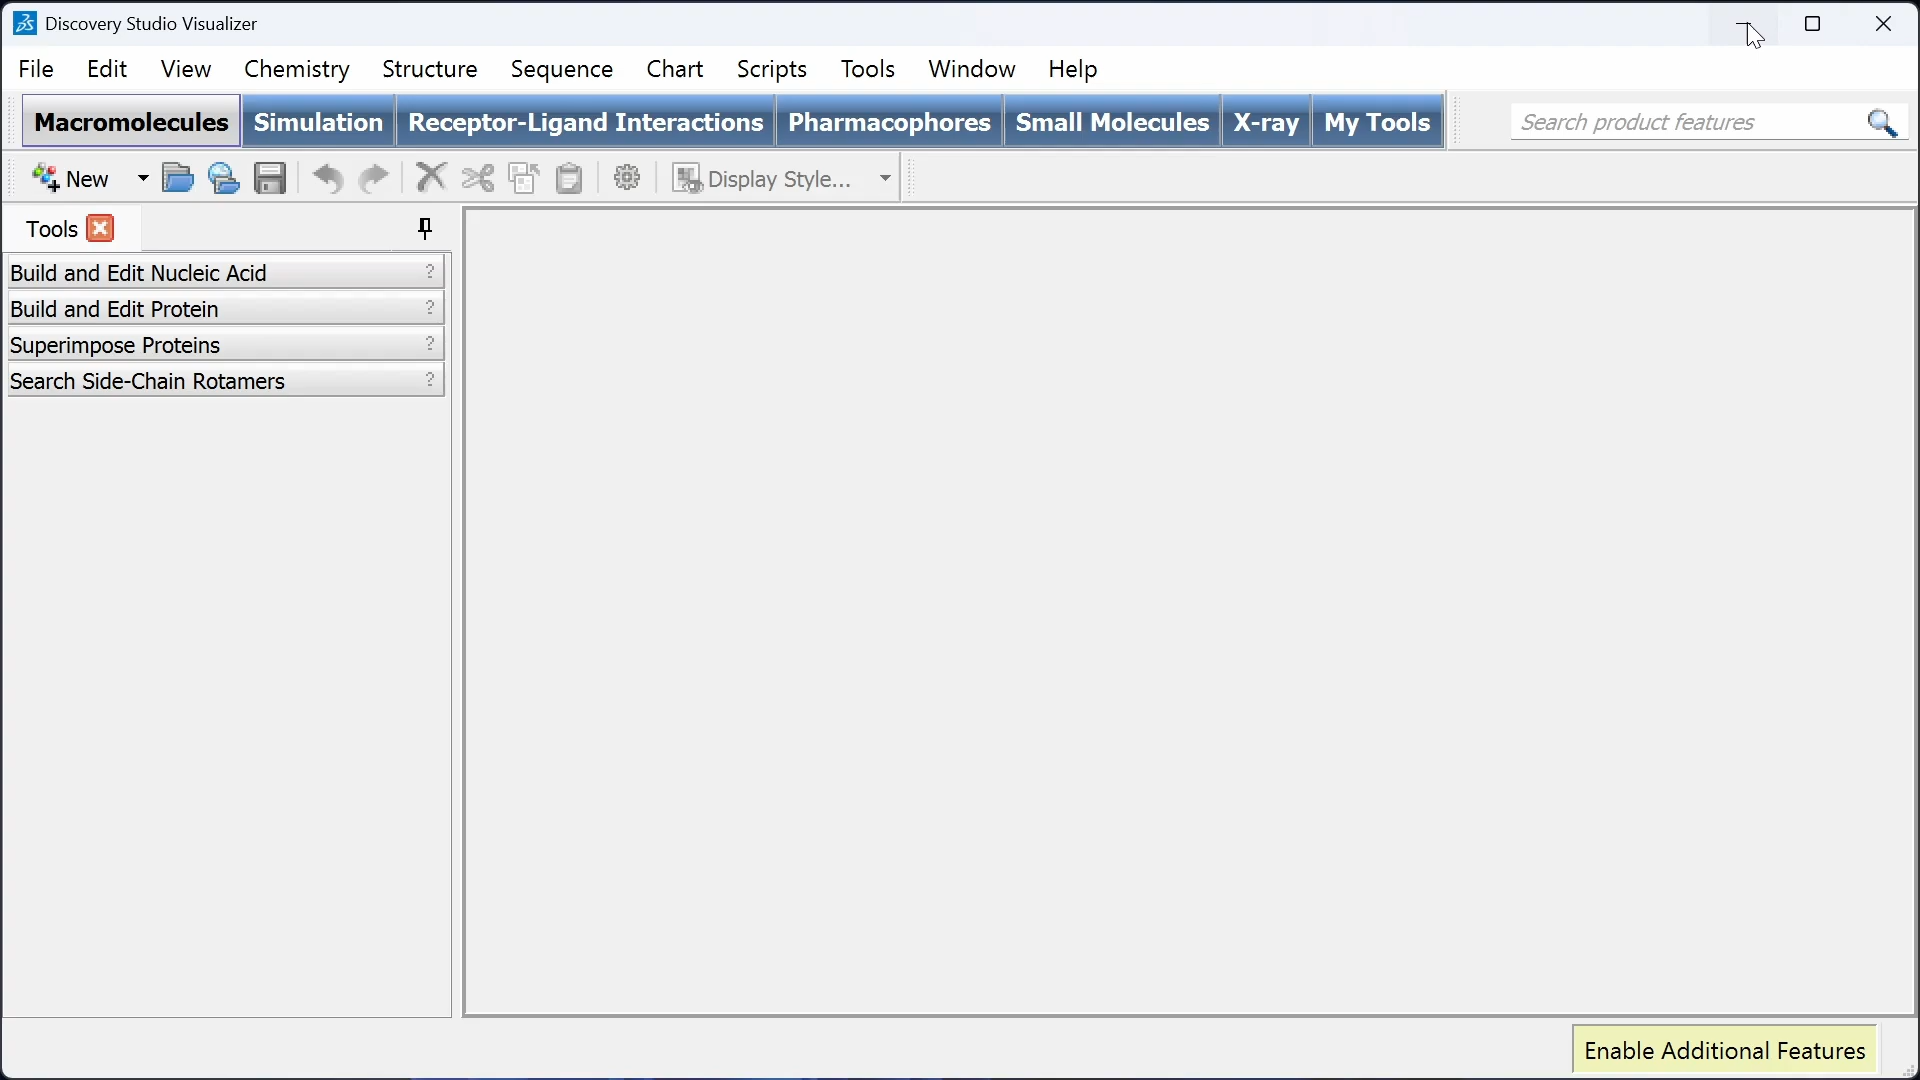 Discovery Studio Visualizer
File Edit View Chemistry Structure Sequence Chart Scripts Tools Window Help
Macromolecules Simulation Receptor-Ligand Interactions Pharmacophores Small Molecules X-ray My Tools Search product features
New Display Style...
Tools
Build and Edit Nucleic Acid ?
Build and Edit Protein ?
Superimpose Proteins ?
Search Side-Chain Rotamers ?
Enable Additional Features